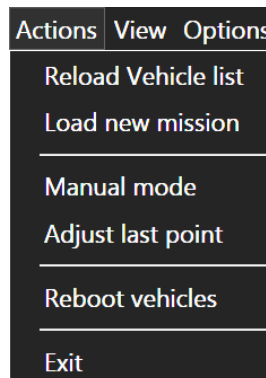 Actions View Options
Reload Vehicle list
Load new mission
Manual mode
Adjust last point
Reboot vehicles
Exit